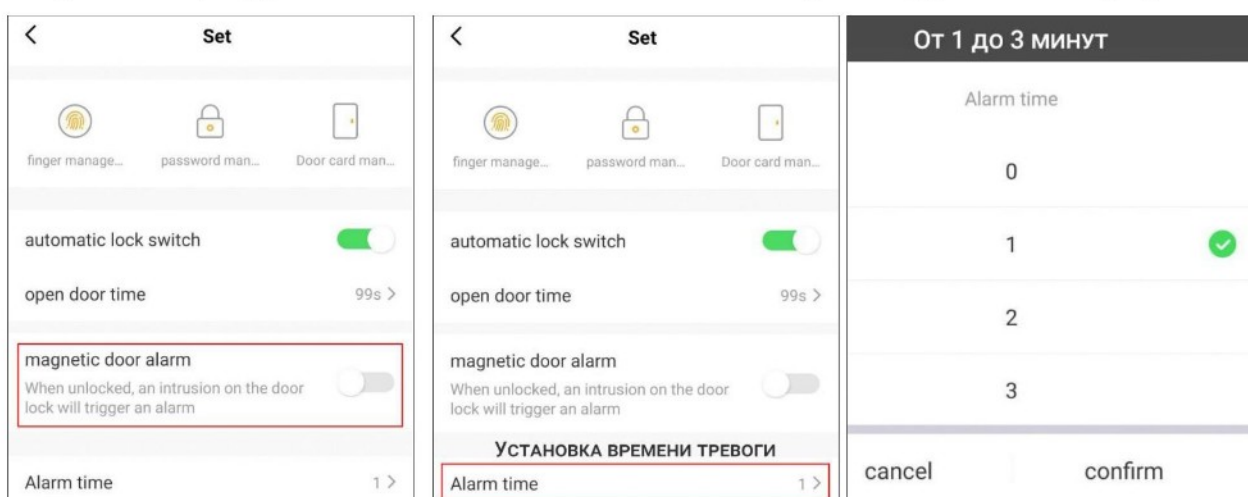 Set
finger manage...
password man...
Door card man...
automatic lock switch
open door time
99s
magnetic door alarm
When unlocked, an intrusion on the door
lock will trigger an alarm
Alarm time
1
Set
finger manage...
password man...
Door card man...
automatic lock switch
open door time
99s
magnetic door alarm
When unlocked, an intrusion on the door
lock will trigger an alarm
Установка времени тревоги
Alarm time
1
От 1 до 3 минут
Alarm time
0
1
2
3
cancel
confirm